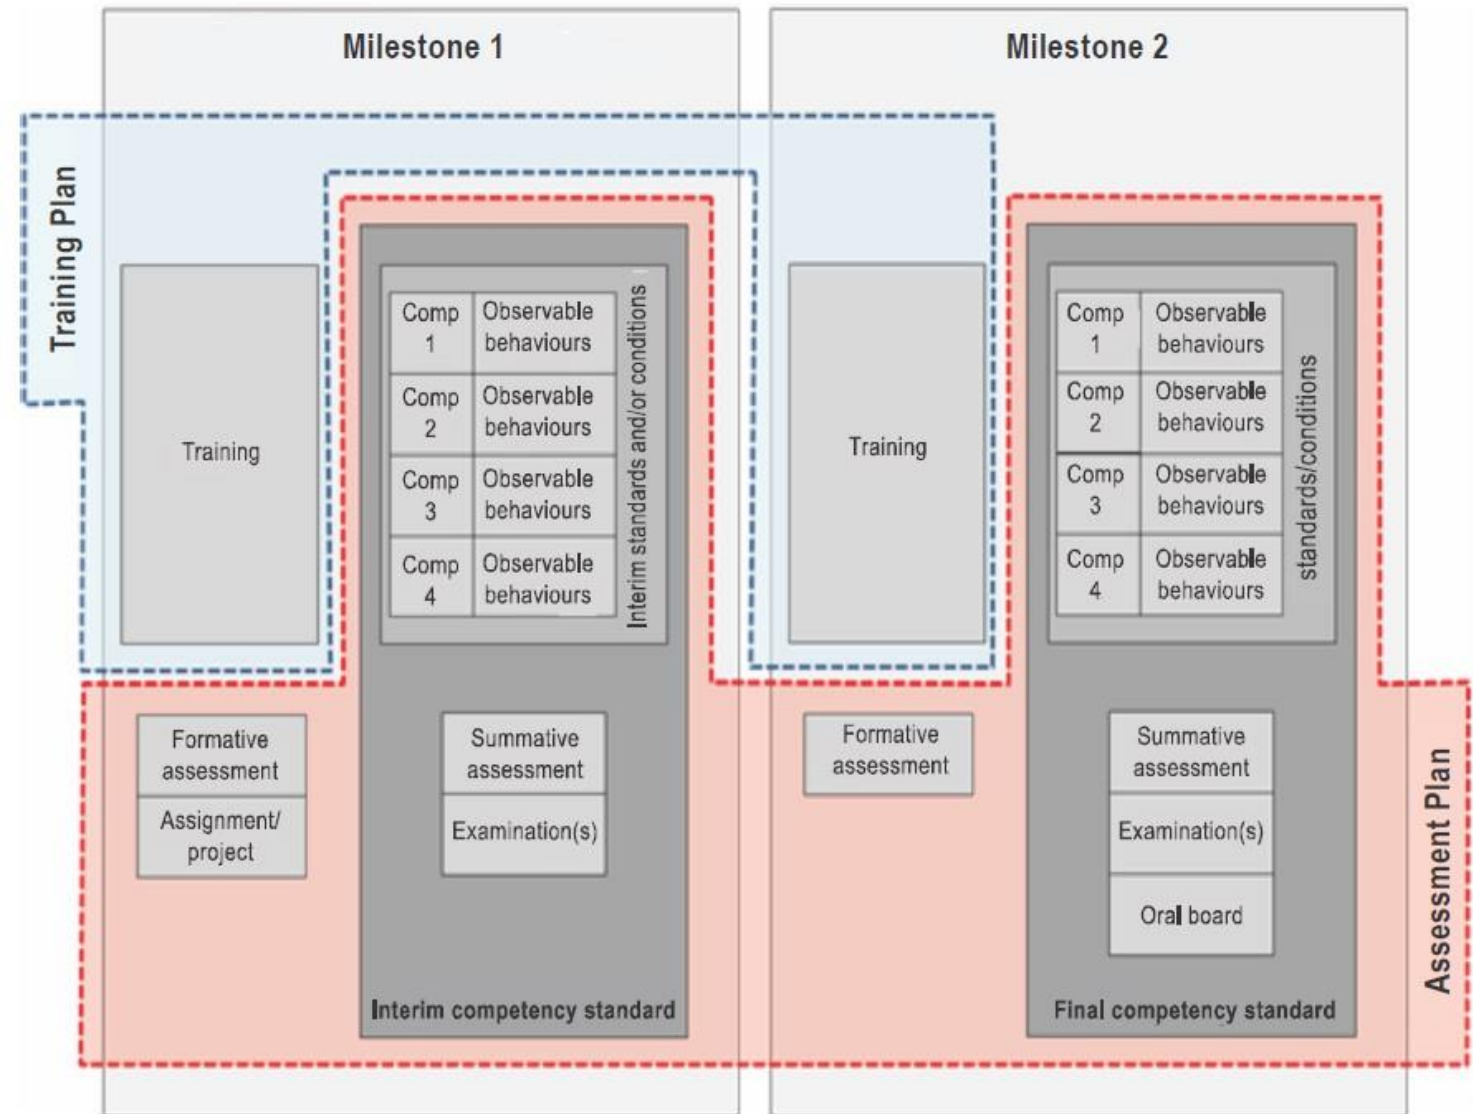 Milestone 1
Milestone 2
Training Plan
Training
Comp
1
Observable
behaviours
Comp
2
Observable
behaviours
Comp
3
Observable
behaviours
Comp
4
Observable
behaviours
Interim standards and/or conditions
Training
Comp
1
Observable
behaviours
Comp
2
Observable
behaviours
Comp
3
Observable
behaviours
Comp
4
Observable
behaviours
standards/conditions
Formative
assessment
Assignment/
project
Summative
assessment
Examination(s)
Interim competency standard
Formative
assessment
Summative
assessment
Examination(s)
Oral board
Final competency standard
Assessment Plan